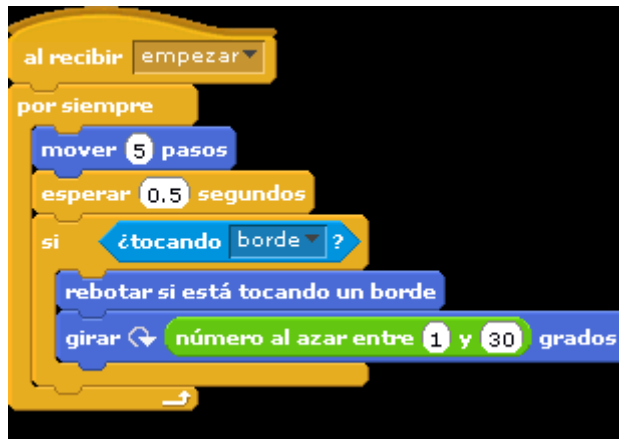 al recibir empezar
por siempre
mover 5 pasos
esperar 0.5 segundos
si ¿tocando borde ?
rebotar si está tocando un borde
girar número al azar entre 1 y 30 grados